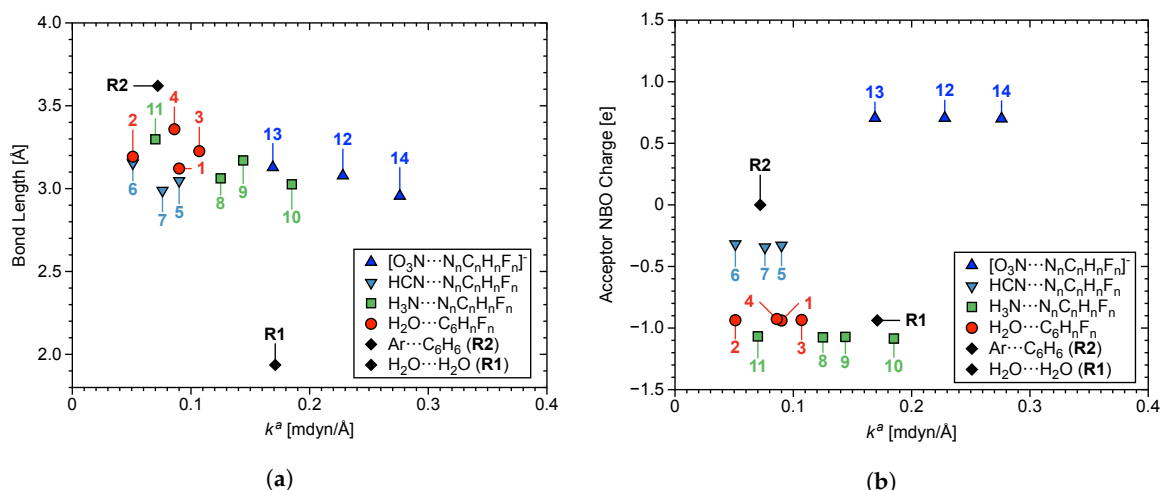 4.0
3.5
3.0
2.5
2.0
Bond Length [Å]
R2
2
11
4
3
1
6
7
5
8
9
10
13
12
14
R1
[O₃N···NₙCₙHₙFₙ]⁻
HCN···NₙCₙHₙFₙ
H₃N···NₙCₙHₙFₙ
H₂O···C₆HₙFₙ
Ar···C₆H₆ (R2)
H₂O···H₂O (R1)
0
0.1
0.2
0.3
0.4
kᵃ [mdyn/Å]
(a)
1.5
1.0
0.5
0
−0.5
−1.0
−1.5
Acceptor NBO Charge [e]
13
12
14
R2
6
7
5
4
1
2
3
R1
11
8
9
10
[O₃N···NₙCₙHₙFₙ]⁻
HCN···NₙCₙHₙFₙ
H₃N···NₙCₙHₙFₙ
H₂O···C₆HₙFₙ
Ar···C₆H₆ (R2)
H₂O···H₂O (R1)
0
0.1
0.2
0.3
0.4
kᵃ [mdyn/Å]
(b)